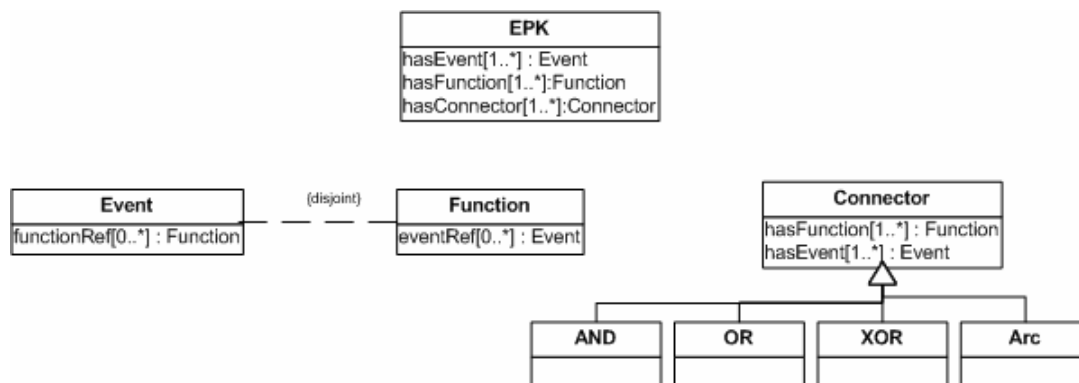 EPK
hasEvent[1..*] : Event
hasFunction[1..*]:Function
hasConnector[1..*]:Connector
Event
functionRef[0..*] : Function
{disjoint}
Function
eventRef[0..*] : Event
Connector
hasFunction[1..*] : Function
hasEvent[1..*] : Event
AND
OR
XOR
Arc